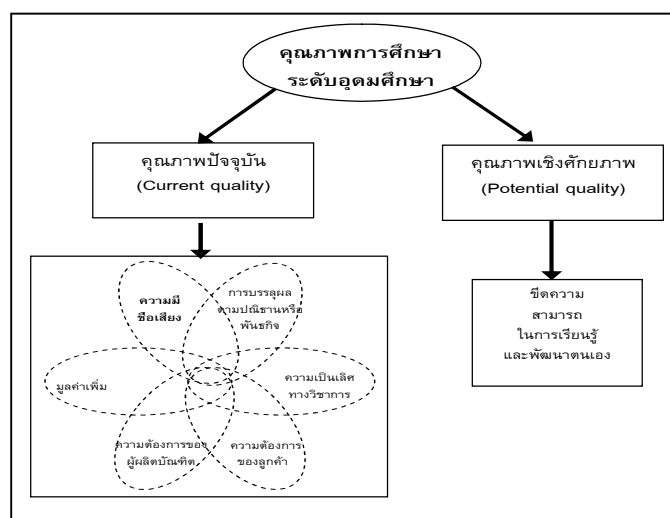 คุณภาพการศึกษา
ระดับอุดมศึกษา
คุณภาพปัจจุบัน
(Current quality)
คุณภาพเชิงศักยภาพ
(Potential quality)
ความมี
ชื่อเสียง
การบรรลุผล
ตามปณิธานหรือ
พันธกิจ
มูลค่าเพิ่ม
ความเป็นเลิศ
ทางวิชาการ
ความต้องการของ
ผู้ผลิตบัณฑิต
ความต้องการ
ของลูกค้า
ขีดความ
สามารถ
ในการเรียนรู้
และพัฒนาตนเอง